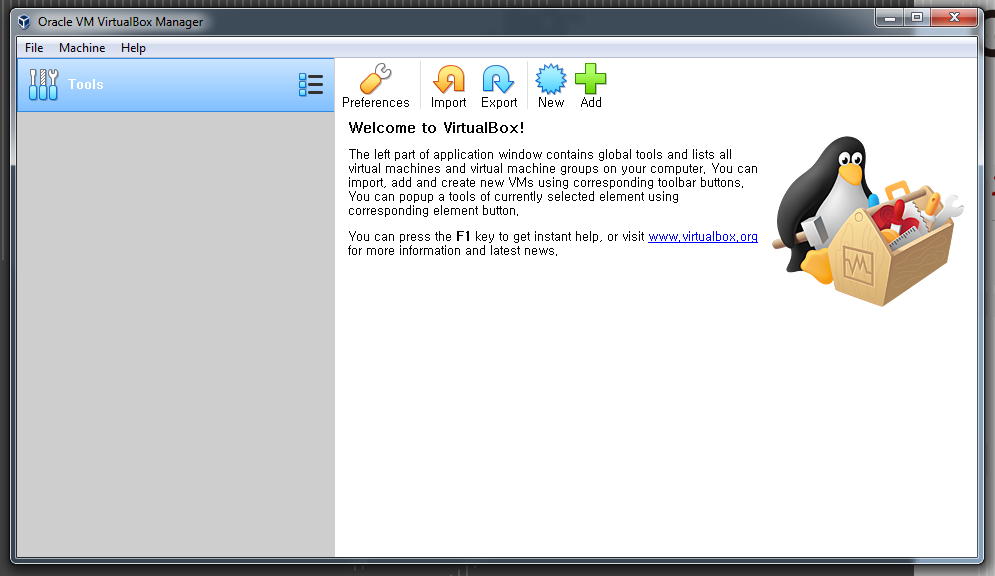 Oracle VM VirtualBox Manager
File Machine Help
Tools
Preferences Import Export New Add
Welcome to VirtualBox!
The left part of application window contains global tools and lists all
virtual machines and virtual machine groups on your computer. You can
import, add and create new VMs using corresponding toolbar buttons.
You can popup a tools of currently selected element using
corresponding element button.
You can press the F1 key to get instant help, or visit www.virtualbox.org
for more information and latest news.